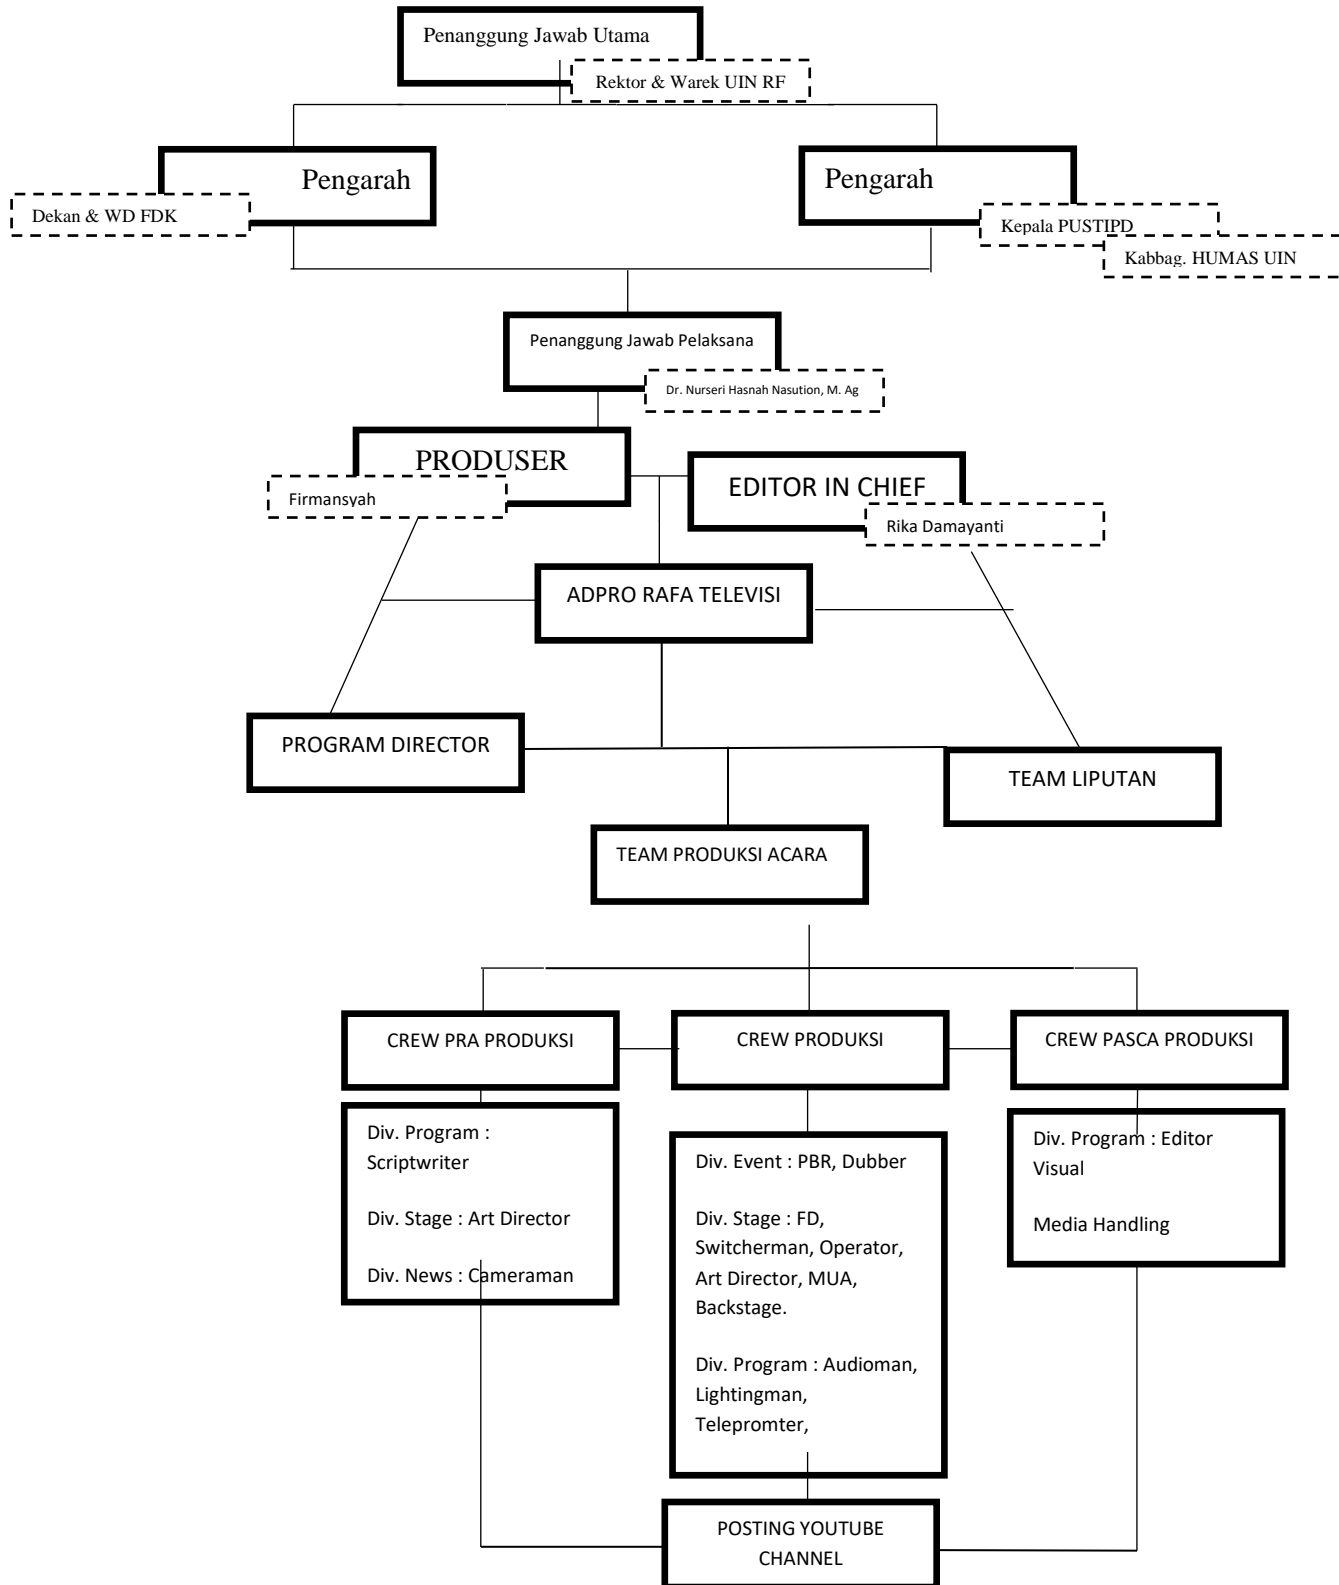 Penanggung Jawab Utama
Rektor & Warek UIN RF
Pengarah
Dekan & WD FDK
Pengarah
Kepala PUSTIPD
Kabbag. HUMAS UIN
Penanggung Jawab Pelaksana
Dr. Nurseri Hasnah Nasution, M. Ag
PRODUSER
Firmansyah
EDITOR IN CHIEF
Rika Damayanti
ADPRO RAFA TELEVISI
PROGRAM DIRECTOR
TEAM LIPUTAN
TEAM PRODUKSI ACARA
CREW PRA PRODUKSI
CREW PRODUKSI
CREW PASCA PRODUKSI
Div. Program :
Scriptwriter
Div. Stage : Art Director
Div. News : Cameraman
Div. Event : PBR, Dubber
Div. Stage : FD,
Switcherman, Operator,
Art Director, MUA,
Backstage.
Div. Program : Audioman,
Lightingman,
Telepromter,
Div. Program : Editor
Visual
Media Handling
POSTING YOUTUBE
CHANNEL